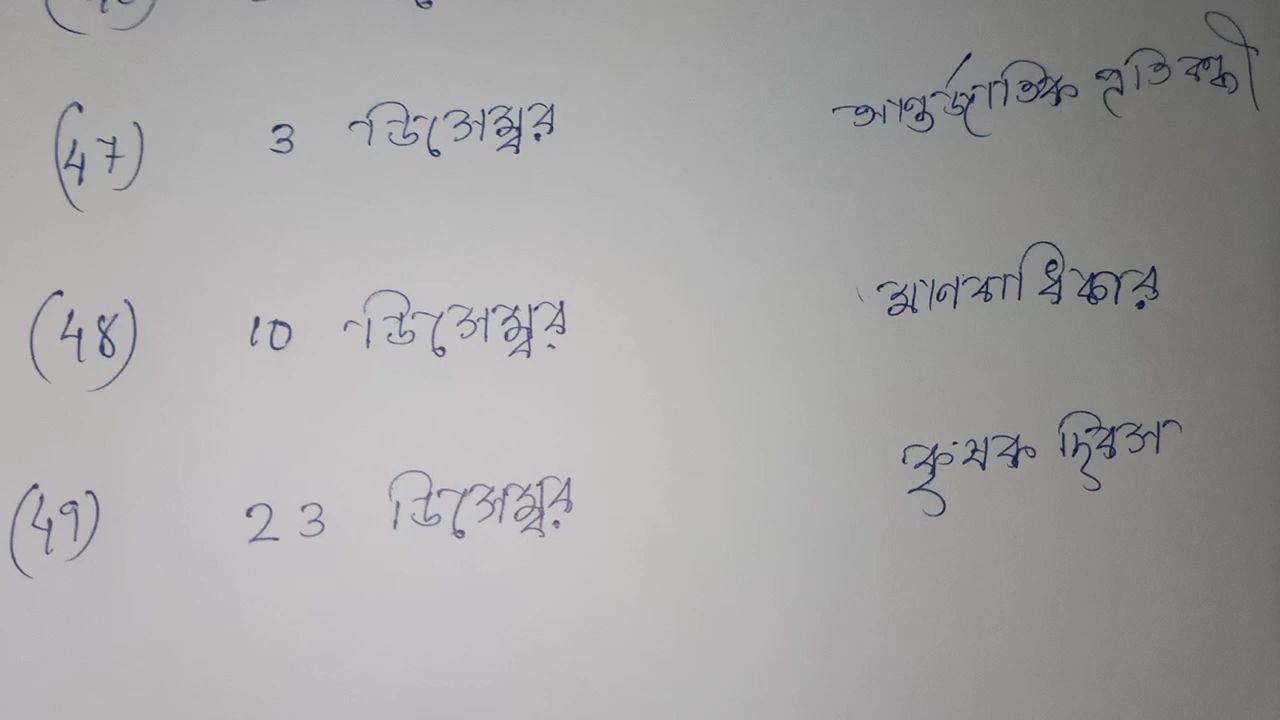 (47) 3 ডিসেম্বর আন্তর্জাতিক প্রতিবন্ধী
(48) 10 ডিসেম্বর মানবাধিকার
(49) 23 ডিসেম্বর কৃষক দিবস